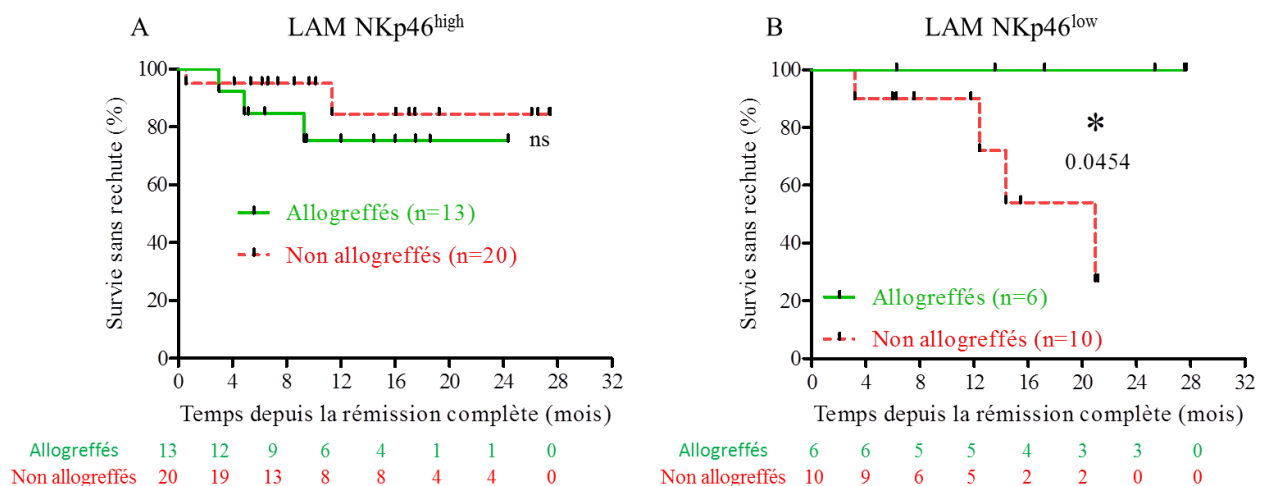 A LAM NKp46high
Survie sans rechute (%)
100
80
60
40
20
0
ns
Allogreffés (n=13)
Non allogreffés (n=20)
0 4 8 12 16 20 24 28 32
Temps depuis la rémission complète (mois)
Allogreffés 13 12 9 6 4 1 1 0
Non allogreffés 20 19 13 8 8 4 4 0
B LAM NKp46low
Survie sans rechute (%)
100
80
60
40
20
0
*
0.0454
Allogreffés (n=6)
Non allogreffés (n=10)
0 4 8 12 16 20 24 28 32
Temps depuis la rémission complète (mois)
Allogreffés 6 6 5 5 4 3 3 0
Non allogreffés 10 9 6 5 2 2 0 0